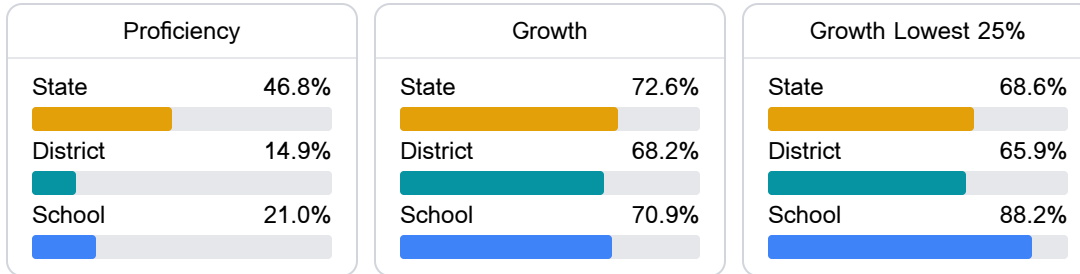 Proficiency
State 46.8%
District 14.9%
School 21.0%
Growth
State 72.6%
District 68.2%
School 70.9%
Growth Lowest 25%
State 68.6%
District 65.9%
School 88.2%